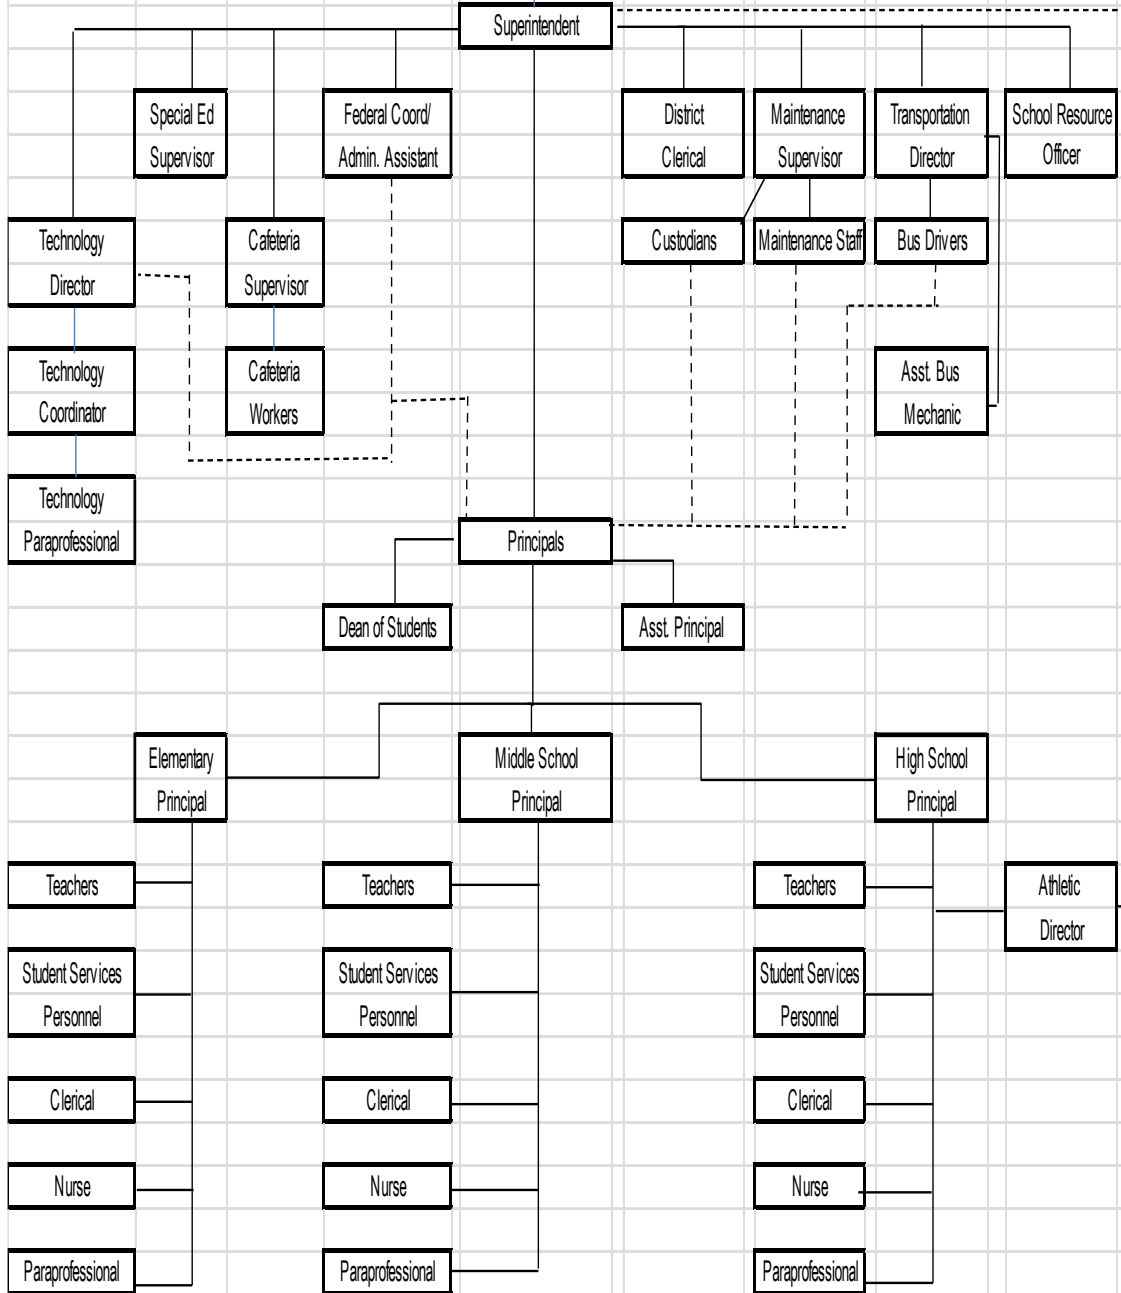 Superintendent
Special Ed
Supervisor
Federal Coord/
Admin. Assistant
District
Clerical
Maintenance
Supervisor
Transportation
Director
School Resource
Officer
Technology
Director
Cafeteria
Supervisor
Custodians
Maintenance Staff
Bus Drivers
Technology
Coordinator
Cafeteria
Workers
Asst. Bus
Mechanic
Technology
Paraprofessional
Principals
Dean of Students
Asst. Principal
Elementary
Principal
Middle School
Principal
High School
Principal
Teachers
Teachers
Teachers
Athletic
Director
Student Services
Personnel
Student Services
Personnel
Student Services
Personnel
Clerical
Clerical
Clerical
Nurse
Nurse
Nurse
Paraprofessional
Paraprofessional
Paraprofessional